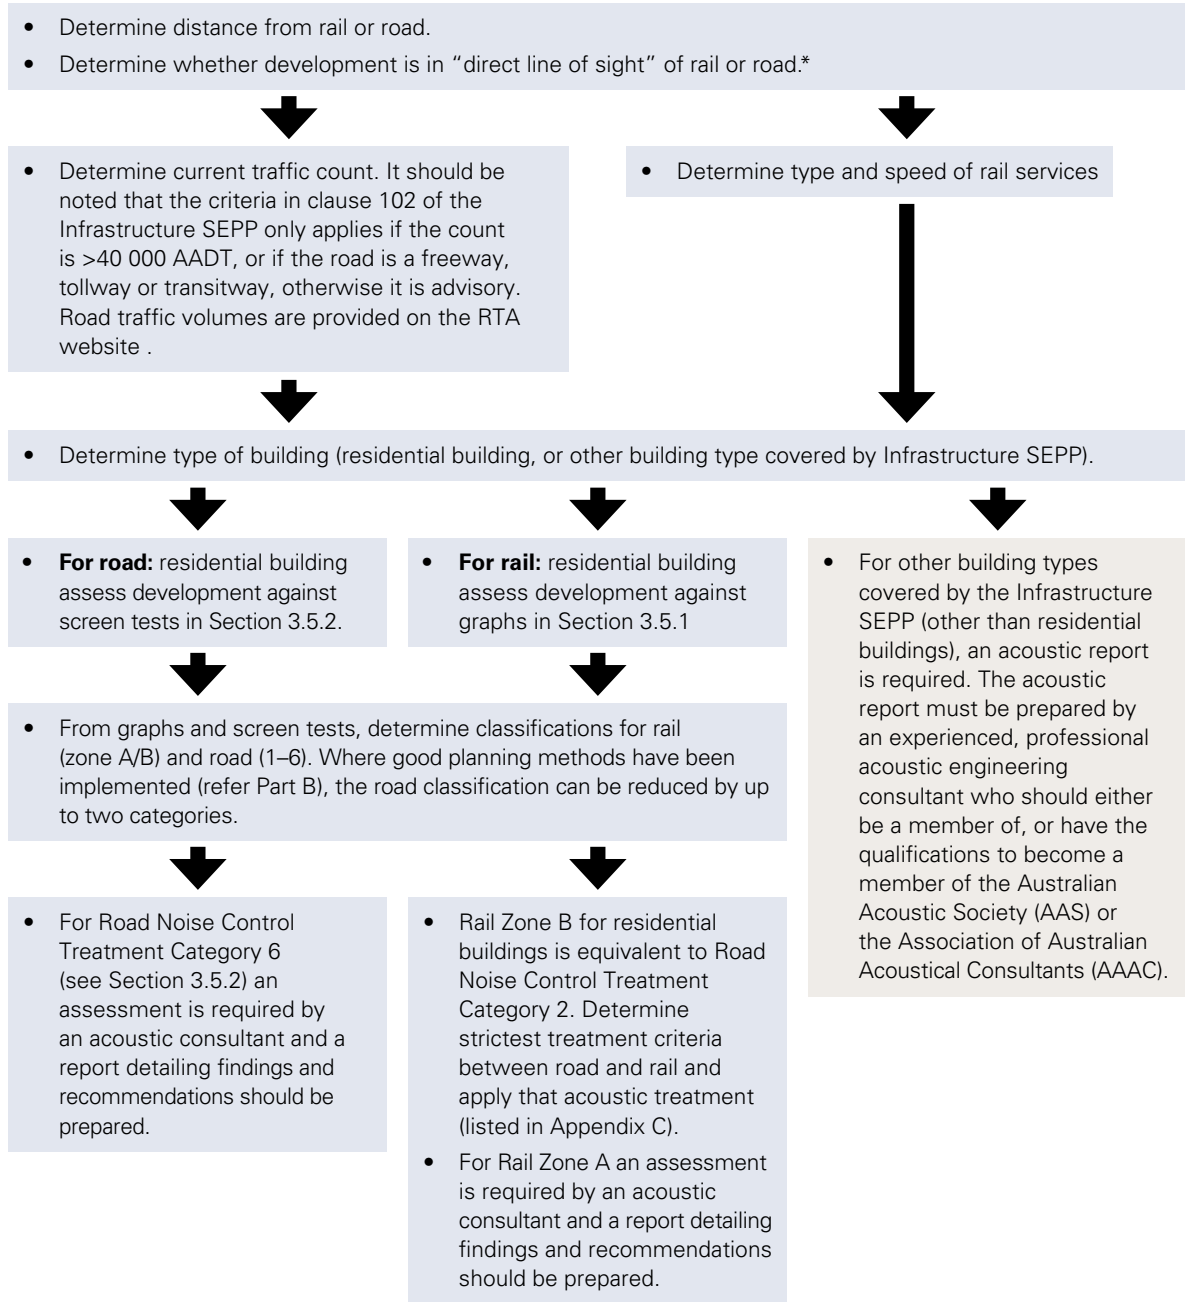 • Determine distance from rail or road.
• Determine whether development is in “direct line of sight” of rail or road.*
• Determine current traffic count. It should be
noted that the criteria in clause 102 of the
Infrastructure SEPP only applies if the count
is >40 000 AADT, or if the road is a freeway,
tollway or transitway, otherwise it is advisory.
Road traffic volumes are provided on the RTA
website .
• Determine type and speed of rail services
• Determine type of building (residential building, or other building type covered by Infrastructure SEPP).
• For road: residential building
assess development against
screen tests in Section 3.5.2.
• For rail: residential building
assess development against
graphs in Section 3.5.1
• For other building types
covered by the Infrastructure
SEPP (other than residential
buildings), an acoustic report
is required. The acoustic
report must be prepared by
an experienced, professional
acoustic engineering
consultant who should either
be a member of, or have the
qualifications to become a
member of the Australian
Acoustic Society (AAS) or
the Association of Australian
Acoustical Consultants (AAAC).
• From graphs and screen tests, determine classifications for rail
(zone A/B) and road (1–6). Where good planning methods have been
implemented (refer Part B), the road classification can be reduced by up
to two categories.
• For Road Noise Control
Treatment Category 6
(see Section 3.5.2) an
assessment is required by
an acoustic consultant and a
report detailing findings and
recommendations should be
prepared.
• Rail Zone B for residential
buildings is equivalent to Road
Noise Control Treatment
Category 2. Determine
strictest treatment criteria
between road and rail and
apply that acoustic treatment
(listed in Appendix C).
• For Rail Zone A an assessment
is required by an acoustic
consultant and a report detailing
findings and recommendations
should be prepared.